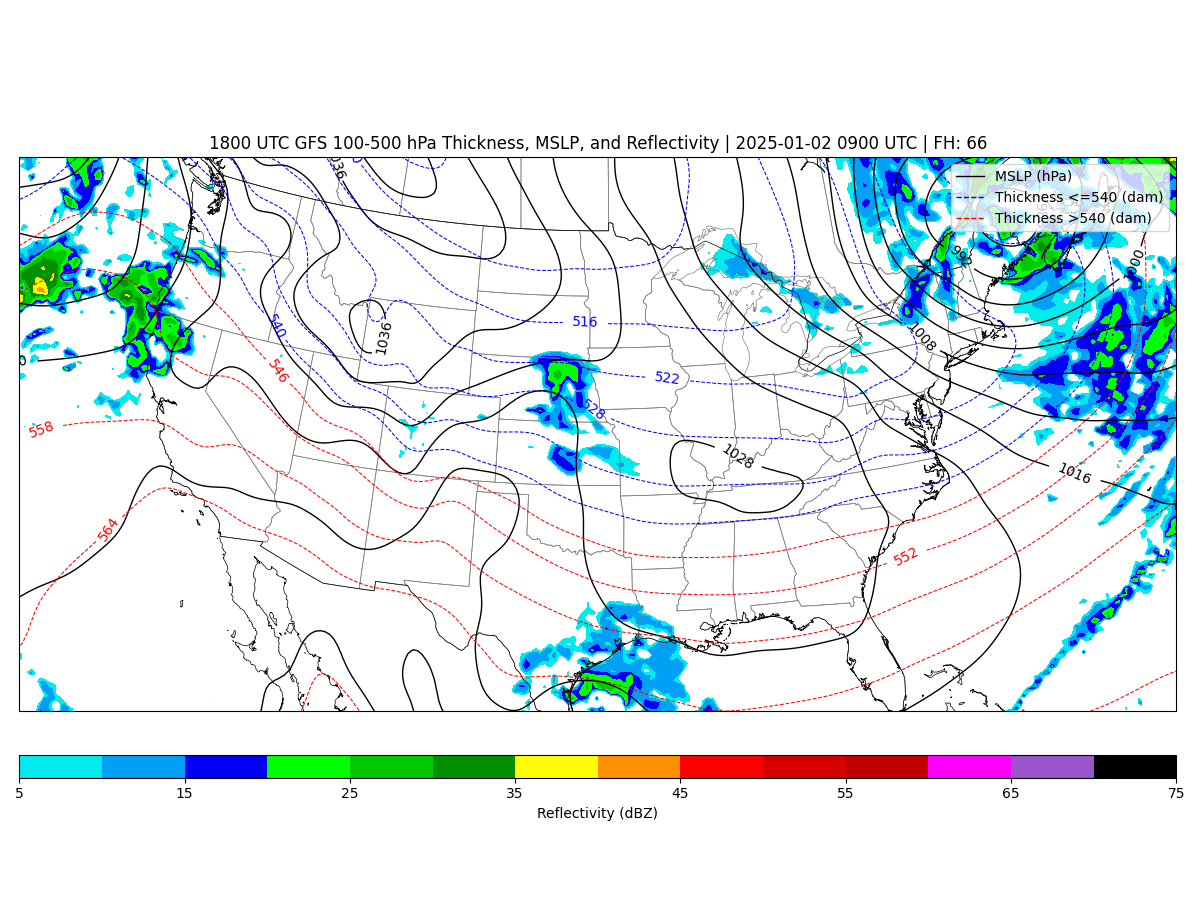 1800 UTC GFS 100-500 hPa Thickness, MSLP, and Reflectivity | 2025-01-02 0900 UTC | FH: 66
MSLP (hPa)
Thickness <=540 (dam)
Thickness >540 (dam)
992
1000
540
516
1036
1008
546
522
528
558
1028
1016
564
552
5 15 25 35 45 55 65 75
Reflectivity (dBZ)